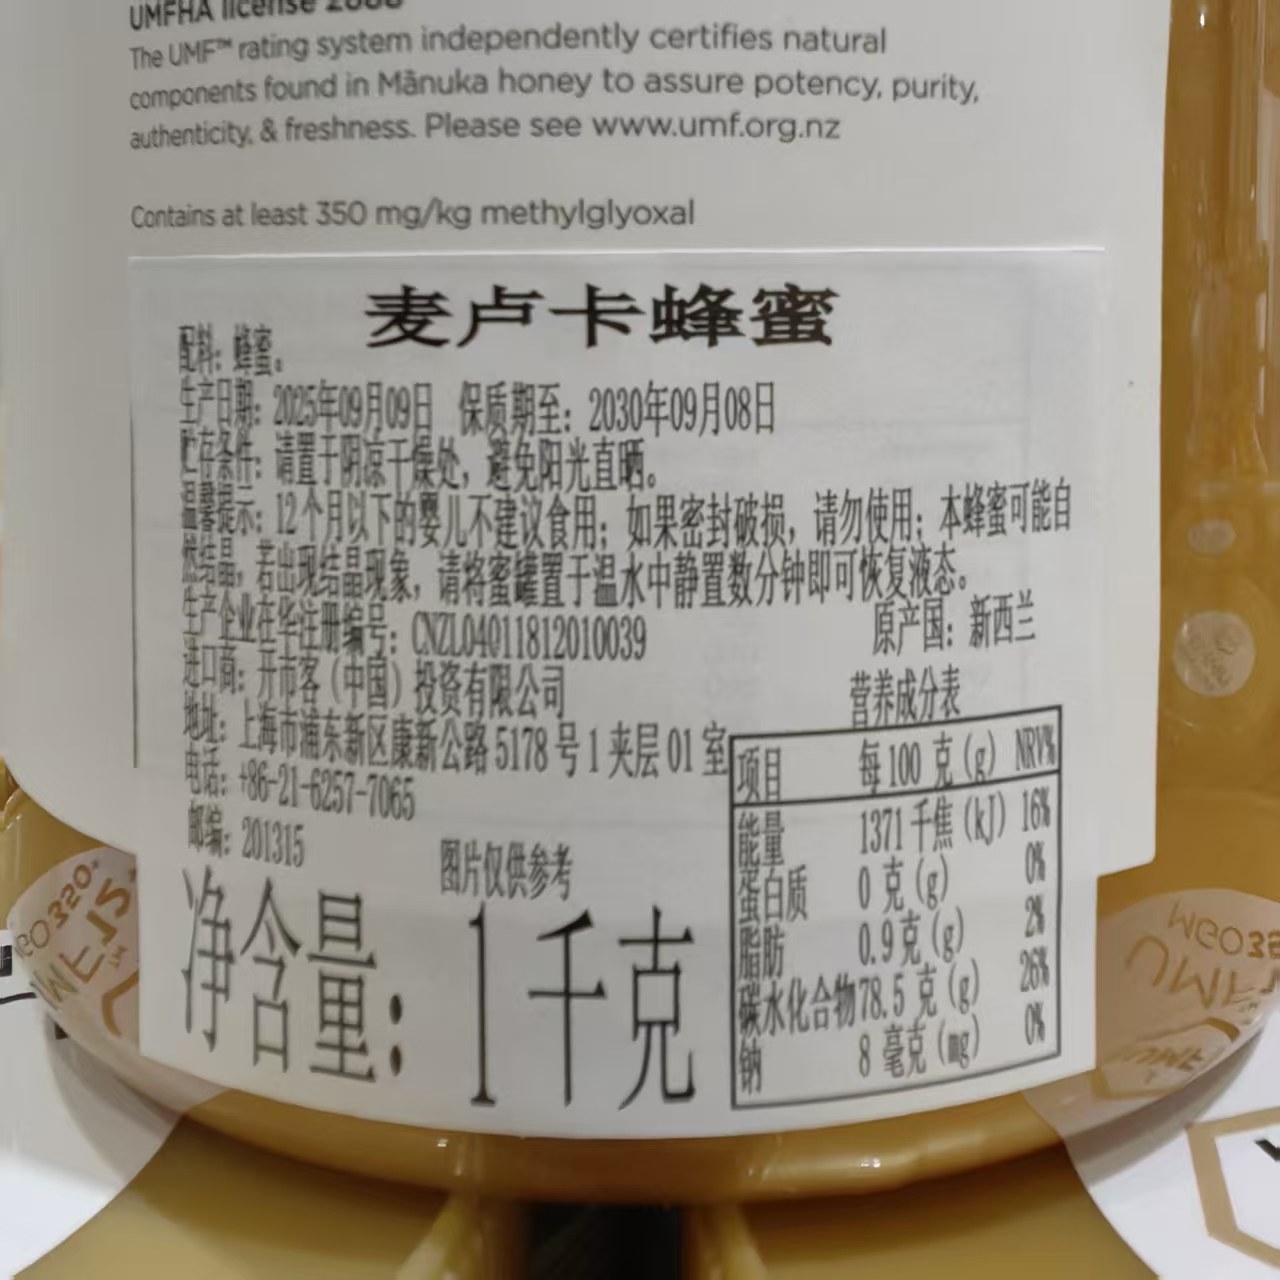 UMFHA license
The UMF™ rating system independently certifies natural
components found in Mānuka honey to assure potency, purity,
authenticity, & freshness. Please see www.umf.org.nz
Contains at least 350 mg/kg methylglyoxal
麦卢卡蜂蜜
配料：蜂蜜。
生产日期：2025年09月09日 保质期至：2030年09月08日
贮存条件：请置于阴凉干燥处，避免阳光直晒。
温馨提示：12个月以下的婴儿不建议食用；如果密封破损，请勿使用；本蜂蜜可能自
然结晶，若出现结晶现象，请将蜜罐置于温水中静置数分钟即可恢复液态。
生产企业在华注册编号：CNZL04011812010039
原产国：新西兰
进口商：开市客（中国）投资有限公司
地址：上海市浦东新区康新公路5178号1夹层01室
电话：+86-21-6257-7065
邮编：201315
图片仅供参考
净含量：1千克
营养成分表
项目 每100克(g) NRV%
能量 1371千焦(kJ) 16%
蛋白质 0克(g) 0%
脂肪 0.9克(g) 2%
碳水化合物 78.5克(g) 26%
钠 8毫克(mg) 0%